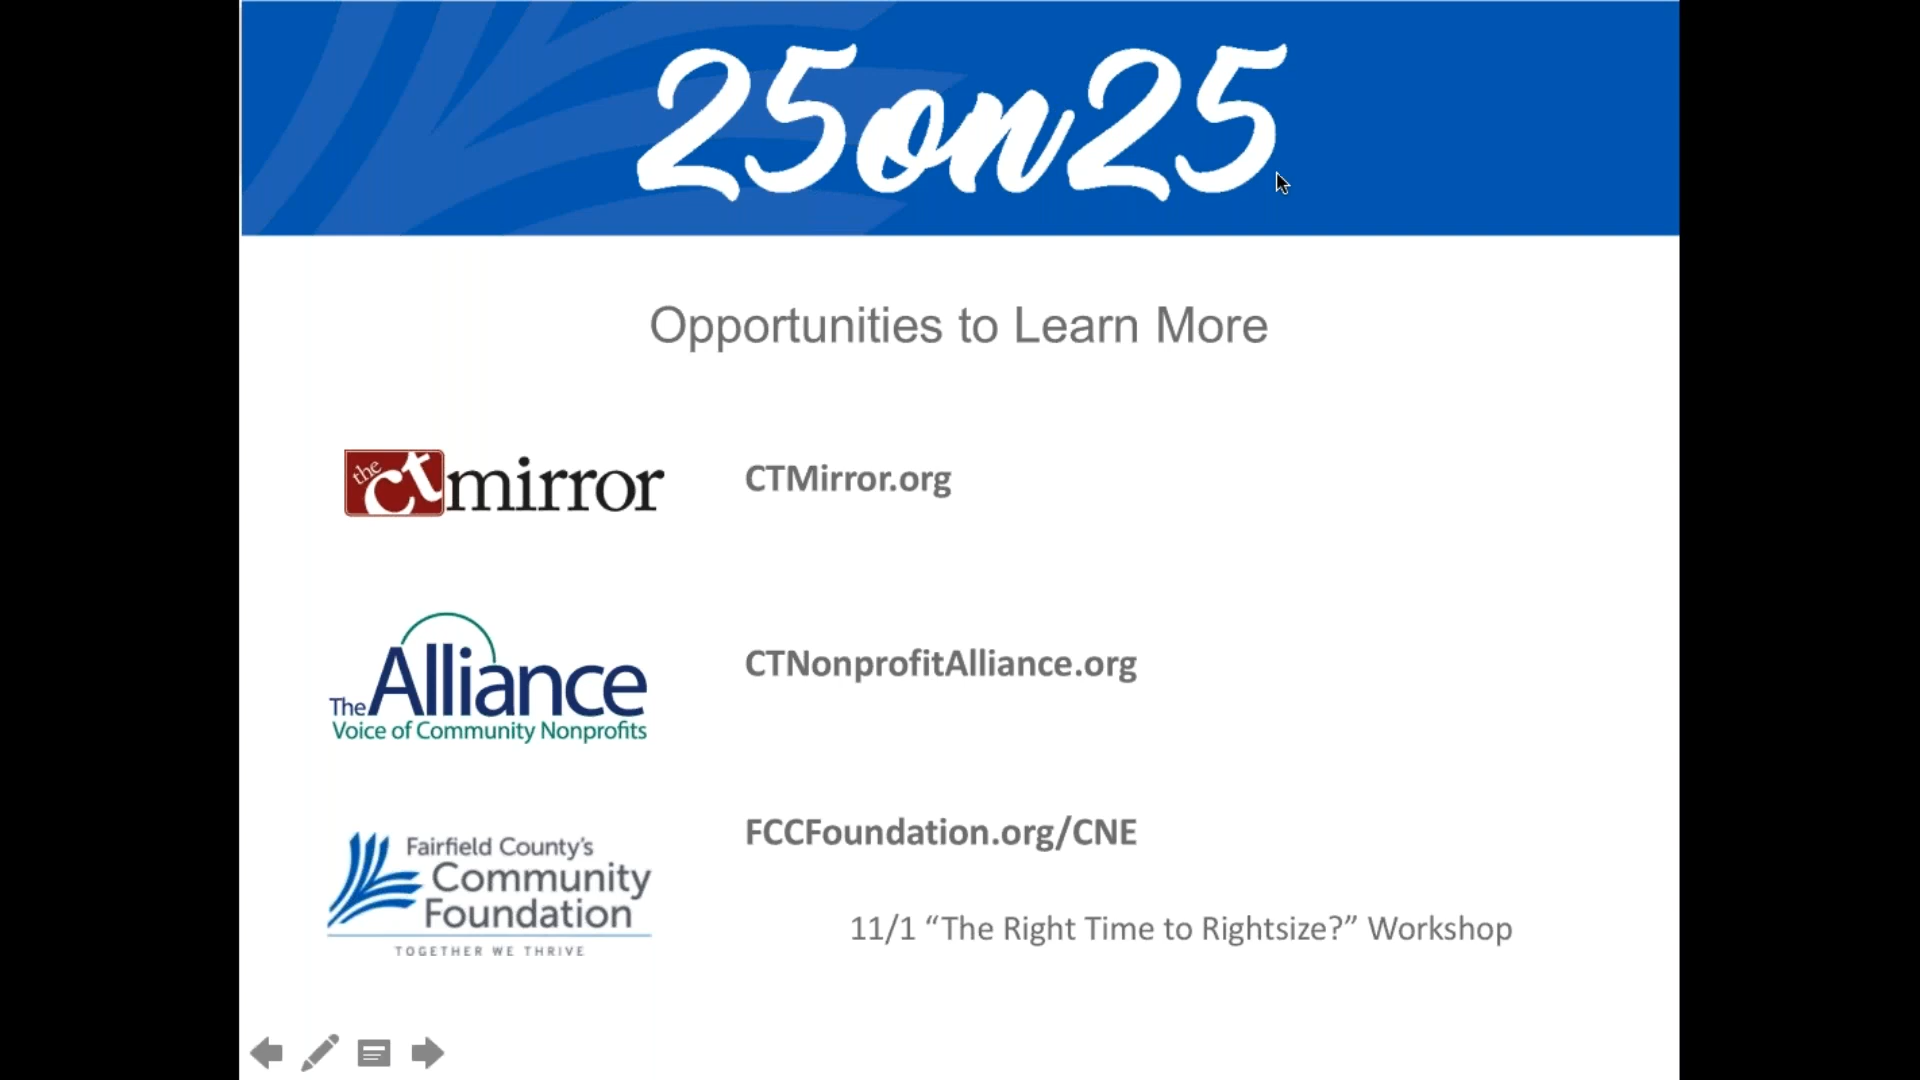 25on25
Opportunities to Learn More
the ct mirror
CTMirror.org
The Alliance
Voice of Community Nonprofits
CTNonprofitAlliance.org
Fairfield County's
Community
Foundation
TOGETHER WE THRIVE
FCCFoundation.org/CNE
11/1 “The Right Time to Rightsize?” Workshop